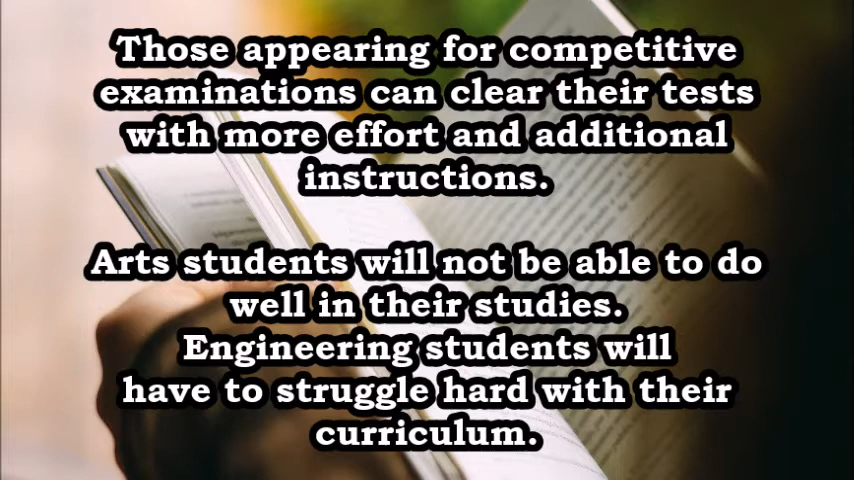 Those appearing for competitive
examinations can clear their tests
with more effort and additional
instructions.
Arts students will not be able to do
well in their studies.
Engineering students will
have to struggle hard with their
curriculum.